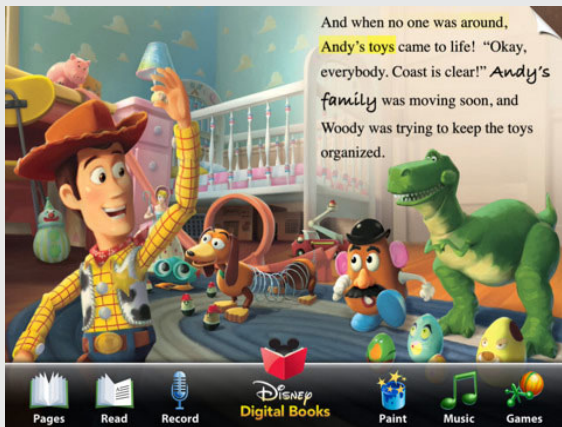 And when no one was around,
Andy's toys came to life! "Okay,
everybody. Coast is clear!" Andy's
family was moving soon, and
Woody was trying to keep the toys
organized.
Pages
Read
Record
Disney
Digital Books
Paint
Music
Games